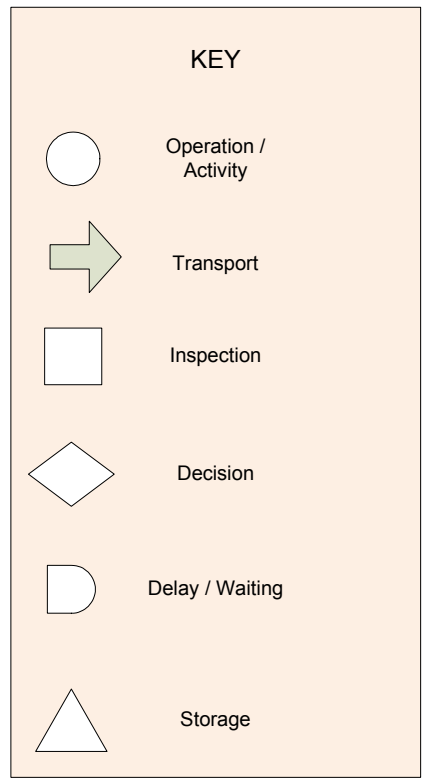 KEY
Operation /
Activity
Transport
Inspection
Decision
Delay / Waiting
Storage